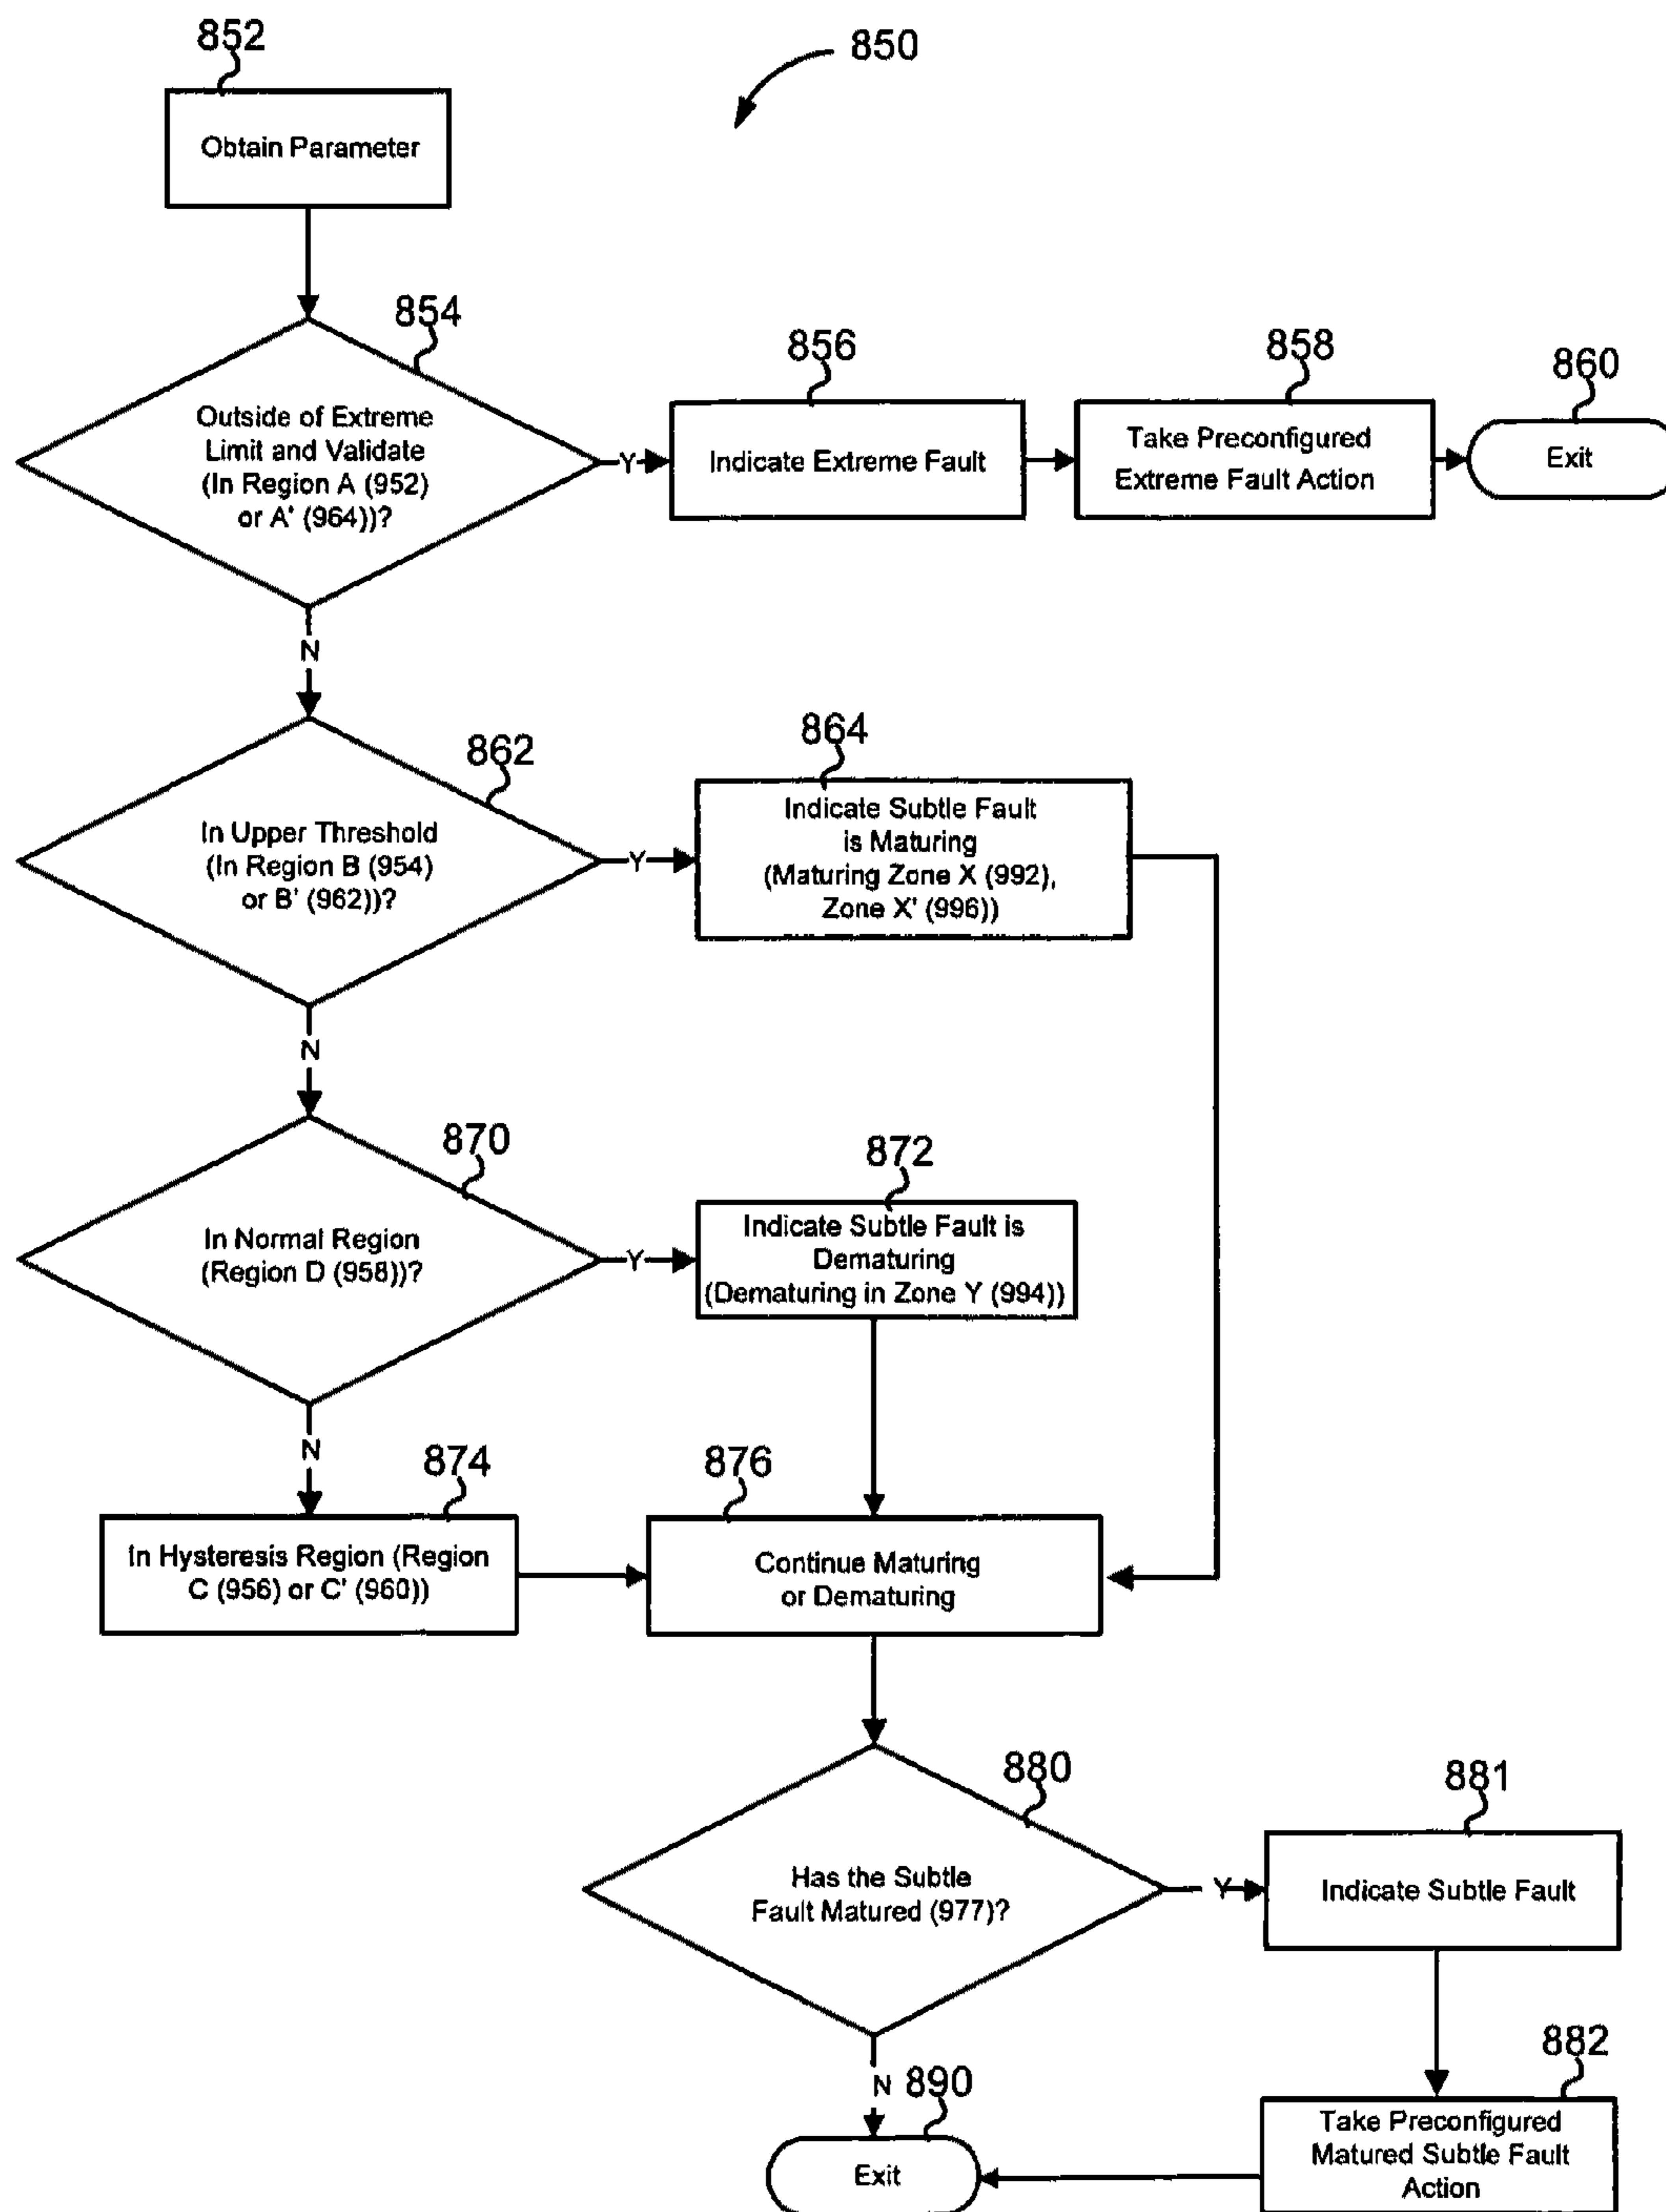 852
850
Obtain Parameter
854
Outside of Extreme
Limit and Validate
(In Region A (952)
or A' (964))?
Y
856
Indicate Extreme Fault
858
Take Preconfigured
Extreme Fault Action
860
Exit
N
862
In Upper Threshold
(In Region B (954)
or B' (962))?
Y
864
Indicate Subtle Fault
is Maturing
(Maturing Zone X (992),
Zone X' (996))
N
870
In Normal Region
(Region D (958))?
Y
872
Indicate Subtle Fault is
Dematuring
(Dematuring in Zone Y (994))
N
874
In Hysteresis Region (Region
C (956) or C' (960))
876
Continue Maturing
or Dematuring
880
Has the Subtle
Fault Matured (977)?
Y
881
Indicate Subtle Fault
882
Take Preconfigured
Matured Subtle Fault
Action
N
890
Exit